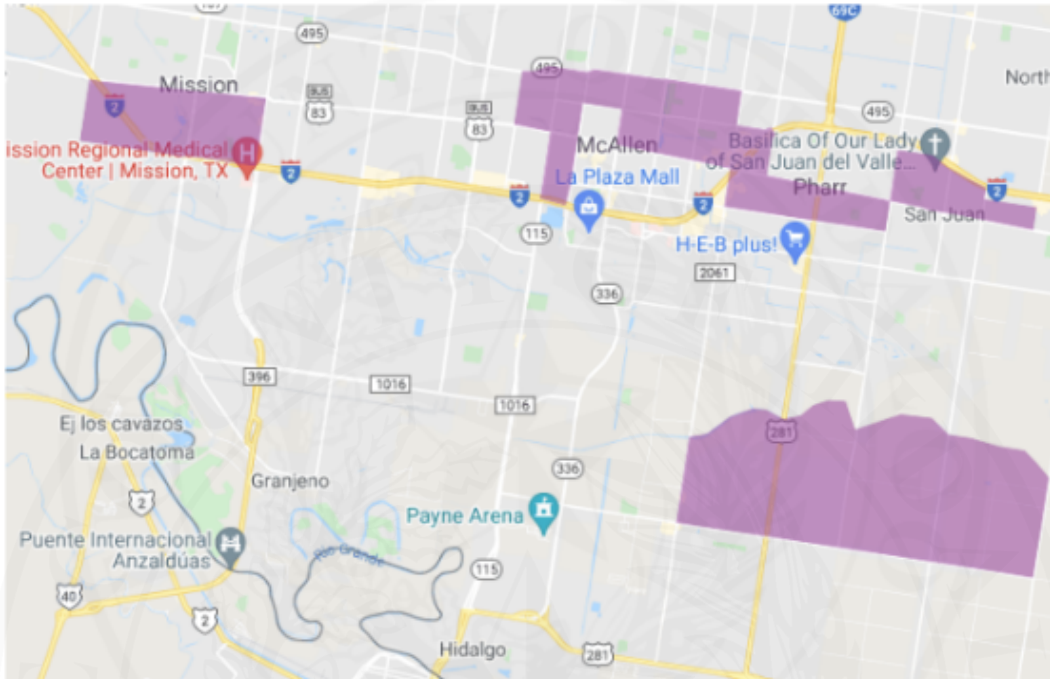 107
495
69C
Mission
2
BUS
83
BUS
83
495
North
495
McAllen
ission Regional Medical
Center | Mission, TX
H
2
2
La Plaza Mall
2
Basilica Of Our Lady
of San Juan del Valle...
Pharr
2
San Juan
115
H-E-B plus!
2061
336
396
1016
1016
Ej los cavazos
La Bocatoma
281
Granjeno
336
2
Payne Arena
Puente Internacional
Anzaldúas
Rio Grande
115
40
2
Hidalgo
281